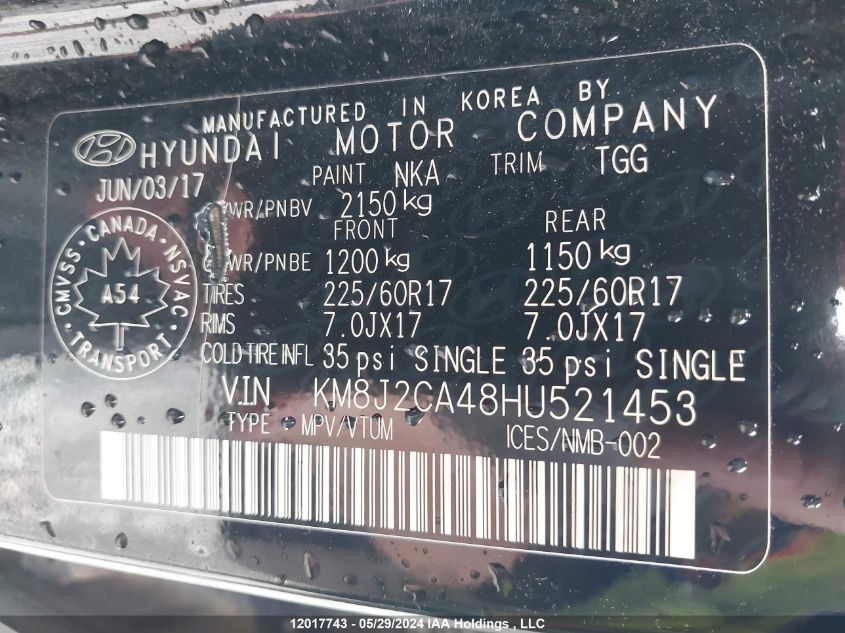 MANUFACTURED IN KOREA BY
HYUNDAI MOTOR COMPANY
JUN/03/17 PAINT NKA TRIM TGG
VWR/PNBV 2150 kg
FRONT REAR
WR/PNBE 1200 kg 1150 kg
TIRES 225/60R17 225/60R17
RIMS 7.0JX17 7.0JX17
COLD TIRE INFL 35 psi SINGLE 35 psi SINGLE
V.I.N KM8J2CA48HU521453
TYPE MPV/VTUM ICES/NMB-002
CMVSS • CANADA • NSVAC • TRANSPORT •
A54
12017743 - 05/29/2024 IAA Holdings , LLC